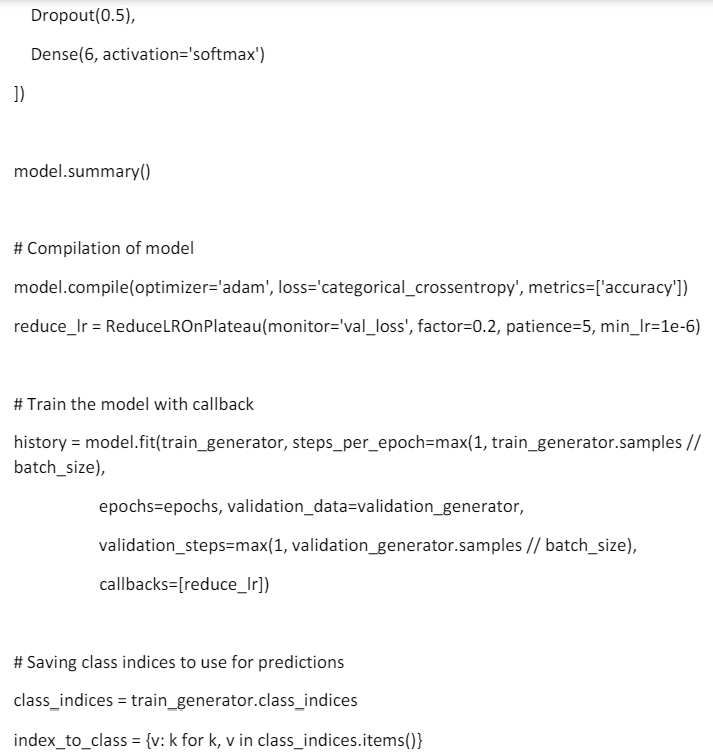 Dropout(0.5),
Dense(6, activation='softmax')
])
model.summary()
# Compilation of model
model.compile(optimizer='adam', loss='categorical_crossentropy', metrics=['accuracy'])
reduce_lr = ReduceLROnPlateau(monitor='val_loss', factor=0.2, patience=5, min_lr=1e-6)
# Train the model with callback
history = model.fit(train_generator, steps_per_epoch=max(1, train_generator.samples //
batch_size),
epochs=epochs, validation_data=validation_generator,
validation_steps=max(1, validation_generator.samples // batch_size),
callbacks=[reduce_lr])
# Saving class indices to use for predictions
class_indices = train_generator.class_indices
index_to_class = {v: k for k, v in class_indices.items()}